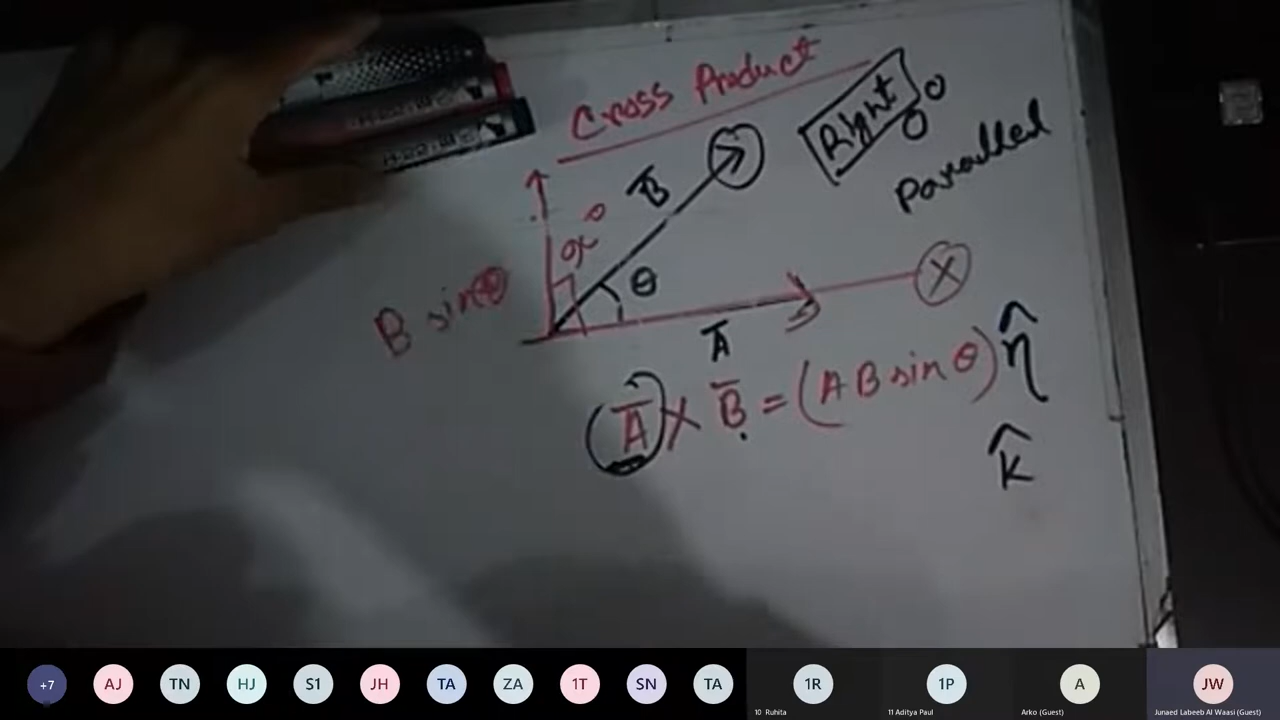 Cross Product
Right
Parallel
B̅
90°
θ
B sinθ
X
A̅
A̅ X B̅ = (AB sin θ) η̂
k̂
+7
AJ
TN
HJ
S1
JH
TA
ZA
1T
SN
TA
1R
1P
A
JW
10 Ruhita
11 Aditya Paul
Arko (Guest)
Junaed Labeeb Al Waasi (Guest)